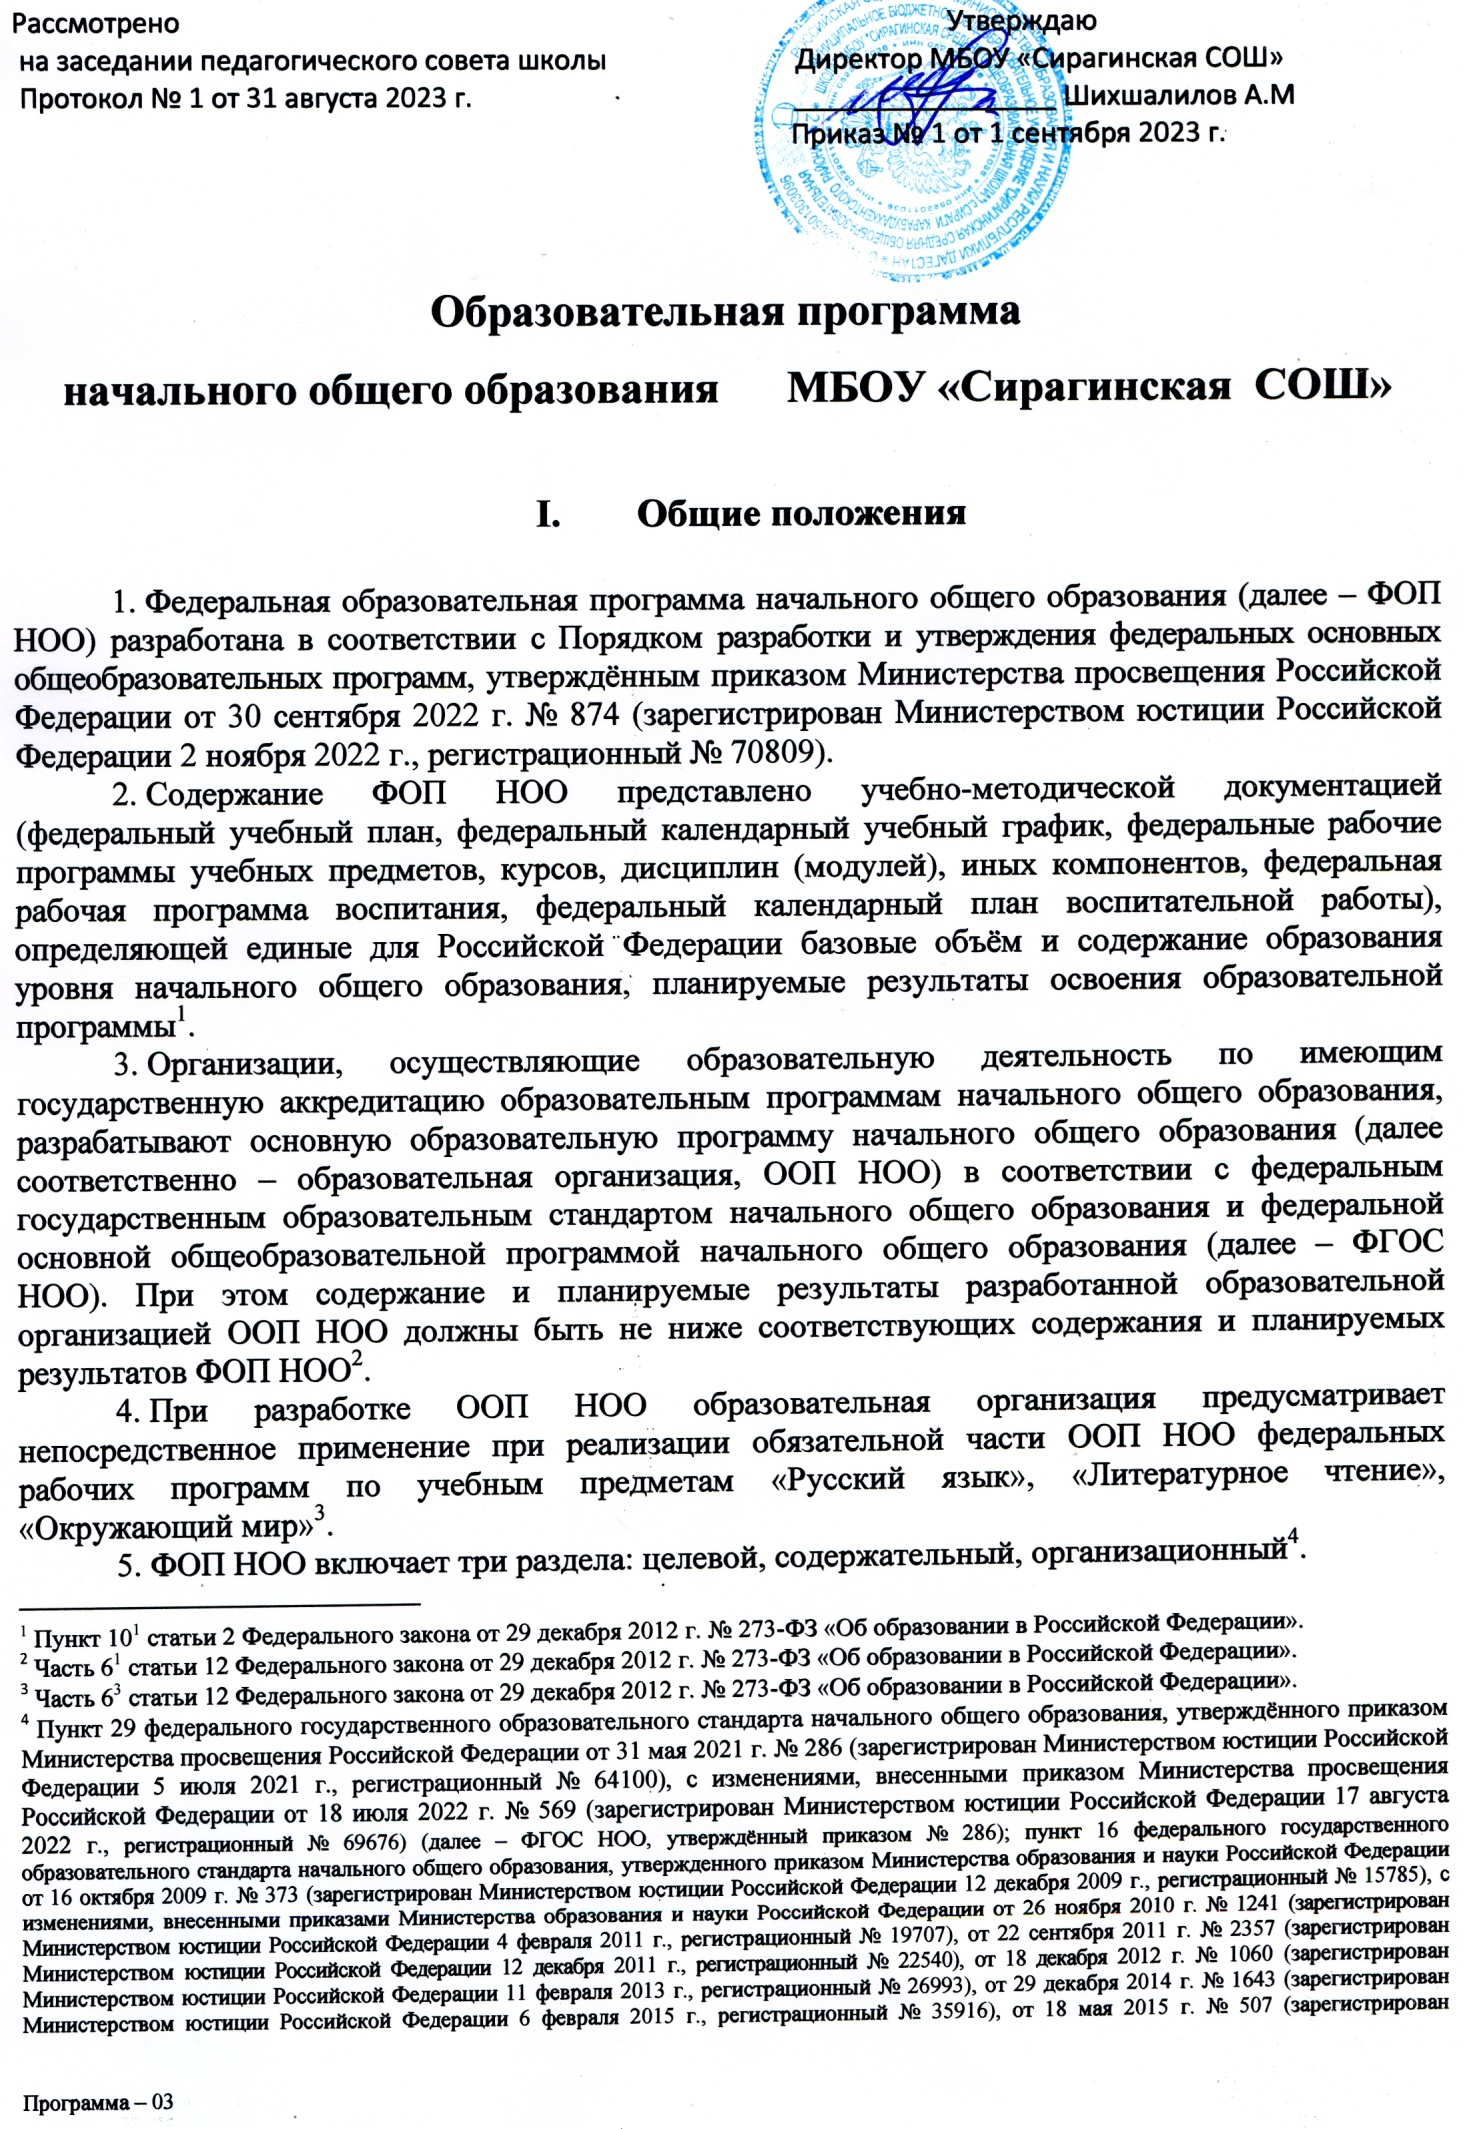 Рассмотрено
на заседании педагогического совета школы
Протокол № 1 от 31 августа 2023 г.
Утверждаю
Директор МБОУ «Сирагинская СОШ»
Шихшалилов А.М
Приказ № 1 от 1 сентября 2023 г.
Образовательная программа
начального общего образования МБОУ «Сирагинская СОШ»
I. Общие положения
1. Федеральная образовательная программа начального общего образования (далее – ФОП
НОО) разработана в соответствии с Порядком разработки и утверждения федеральных основных
общеобразовательных программ, утверждённым приказом Министерства просвещения Российской
Федерации от 30 сентября 2022 г. № 874 (зарегистрирован Министерством юстиции Российской
Федерации 2 ноября 2022 г., регистрационный № 70809).
2. Содержание ФОП НОО представлено учебно-методической документацией
(федеральный учебный план, федеральный календарный учебный график, федеральные рабочие
программы учебных предметов, курсов, дисциплин (модулей), иных компонентов, федеральная
рабочая программа воспитания, федеральный календарный план воспитательной работы),
определяющей единые для Российской Федерации базовые объём и содержание образования
уровня начального общего образования, планируемые результаты освоения образовательной
программы¹.
3. Организации, осуществляющие образовательную деятельность по имеющим
государственную аккредитацию образовательным программам начального общего образования,
разрабатывают основную образовательную программу начального общего образования (далее
соответственно – образовательная организация, ООП НОО) в соответствии с федеральным
государственным образовательным стандартом начального общего образования и федеральной
основной общеобразовательной программой начального общего образования (далее – ФГОС
НОО). При этом содержание и планируемые результаты разработанной образовательной
организацией ООП НОО должны быть не ниже соответствующих содержания и планируемых
результатов ФОП НОО².
4. При разработке ООП НОО образовательная организация предусматривает
непосредственное применение при реализации обязательной части ООП НОО федеральных
рабочих программ по учебным предметам «Русский язык», «Литературное чтение»,
«Окружающий мир»³.
5. ФОП НОО включает три раздела: целевой, содержательный, организационный⁴.
¹ Пункт 10¹ статьи 2 Федерального закона от 29 декабря 2012 г. № 273-ФЗ «Об образовании в Российской Федерации».
² Часть 6¹ статьи 12 Федерального закона от 29 декабря 2012 г. № 273-ФЗ «Об образовании в Российской Федерации».
³ Часть 6³ статьи 12 Федерального закона от 29 декабря 2012 г. № 273-ФЗ «Об образовании в Российской Федерации».
⁴ Пункт 29 федерального государственного образовательного стандарта начального общего образования, утверждённого приказом
Министерства просвещения Российской Федерации от 31 мая 2021 г. № 286 (зарегистрирован Министерством юстиции Российской
Федерации 5 июля 2021 г., регистрационный № 64100), с изменениями, внесенными приказом Министерства просвещения
Российской Федерации от 18 июля 2022 г. № 569 (зарегистрирован Министерством юстиции Российской Федерации 17 августа
2022 г., регистрационный № 69676) (далее – ФГОС НОО, утверждённый приказом № 286); пункт 16 федерального государственного
образовательного стандарта начального общего образования, утвержденного приказом Министерства образования и науки Российской Федерации
от 16 октября 2009 г. № 373 (зарегистрирован Министерством юстиции Российской Федерации 12 декабря 2009 г., регистрационный № 15785), с
изменениями, внесенными приказами Министерства образования и науки Российской Федерации от 26 ноября 2010 г. № 1241 (зарегистрирован
Министерством юстиции Российской Федерации 4 февраля 2011 г., регистрационный № 19707), от 22 сентября 2011 г. № 2357 (зарегистрирован
Министерством юстиции Российской Федерации 12 декабря 2011 г., регистрационный № 22540), от 18 декабря 2012 г. № 1060 (зарегистрирован
Министерством юстиции Российской Федерации 11 февраля 2013 г., регистрационный № 26993), от 29 декабря 2014 г. № 1643 (зарегистрирован
Министерством юстиции Российской Федерации 6 февраля 2015 г., регистрационный № 35916), от 18 мая 2015 г. № 507 (зарегистрирован
Программа – 03